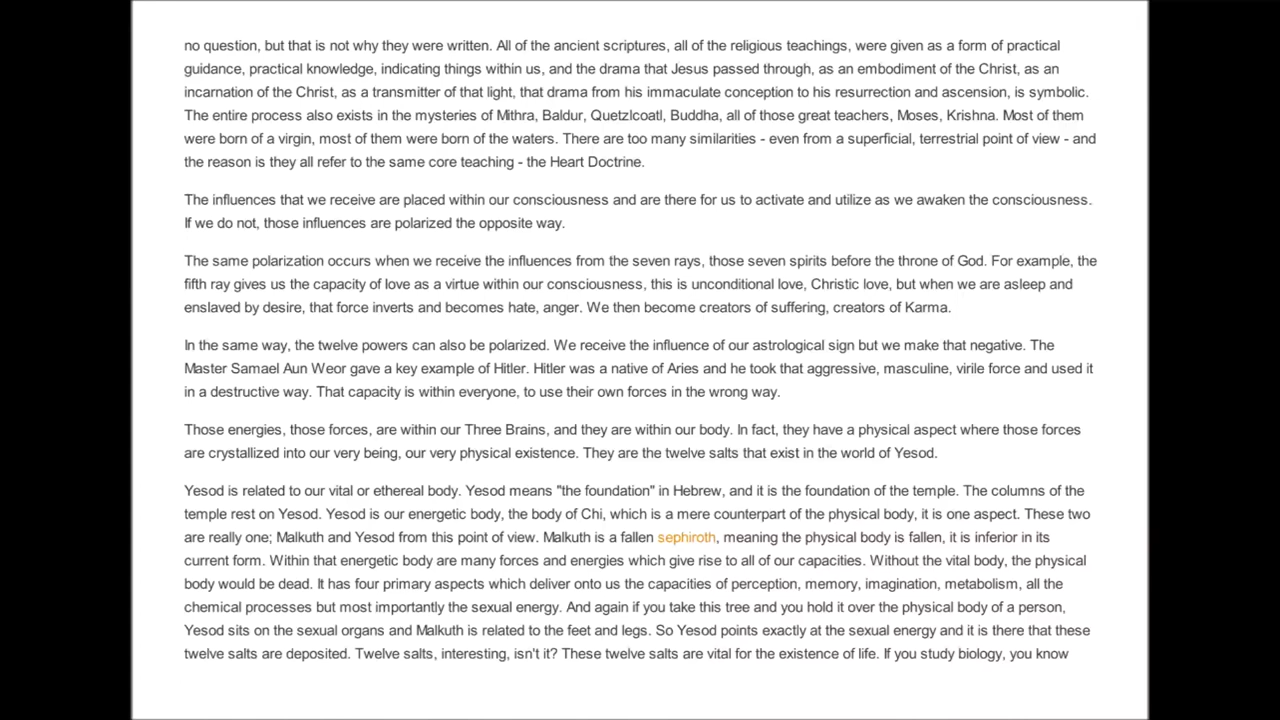 no question, but that is not why they were written. All of the ancient scriptures, all of the religious teachings, were given as a form of practical
guidance, practical knowledge, indicating things within us, and the drama that Jesus passed through, as an embodiment of the Christ, as an
incarnation of the Christ, as a transmitter of that light, that drama from his immaculate conception to his resurrection and ascension, is symbolic.
The entire process also exists in the mysteries of Mithra, Baldur, Quetzlcoatl, Buddha, all of those great teachers, Moses, Krishna. Most of them
were born of a virgin, most of them were born of the waters. There are too many similarities - even from a superficial, terrestrial point of view - and
the reason is they all refer to the same core teaching - the Heart Doctrine.
The influences that we receive are placed within our consciousness and are there for us to activate and utilize as we awaken the consciousness.
If we do not, those influences are polarized the opposite way.
The same polarization occurs when we receive the influences from the seven rays, those seven spirits before the throne of God. For example, the
fifth ray gives us the capacity of love as a virtue within our consciousness, this is unconditional love, Christic love, but when we are asleep and
enslaved by desire, that force inverts and becomes hate, anger. We then become creators of suffering, creators of Karma.
In the same way, the twelve powers can also be polarized. We receive the influence of our astrological sign but we make that negative. The
Master Samael Aun Weor gave a key example of Hitler. Hitler was a native of Aries and he took that aggressive, masculine, virile force and used it
in a destructive way. That capacity is within everyone, to use their own forces in the wrong way.
Those energies, those forces, are within our Three Brains, and they are within our body. In fact, they have a physical aspect where those forces
are crystallized into our very being, our very physical existence. They are the twelve salts that exist in the world of Yesod.
Yesod is related to our vital or ethereal body. Yesod means "the foundation" in Hebrew, and it is the foundation of the temple. The columns of the
temple rest on Yesod. Yesod is our energetic body, the body of Chi, which is a mere counterpart of the physical body, it is one aspect. These two
are really one; Malkuth and Yesod from this point of view. Malkuth is a fallen sephiroth, meaning the physical body is fallen, it is inferior in its
current form. Within that energetic body are many forces and energies which give rise to all of our capacities. Without the vital body, the physical
body would be dead. It has four primary aspects which deliver onto us the capacities of perception, memory, imagination, metabolism, all the
chemical processes but most importantly the sexual energy. And again if you take this tree and you hold it over the physical body of a person,
Yesod sits on the sexual organs and Malkuth is related to the feet and legs. So Yesod points exactly at the sexual energy and it is there that these
twelve salts are deposited. Twelve salts, interesting, isn't it? These twelve salts are vital for the existence of life. If you study biology, you know